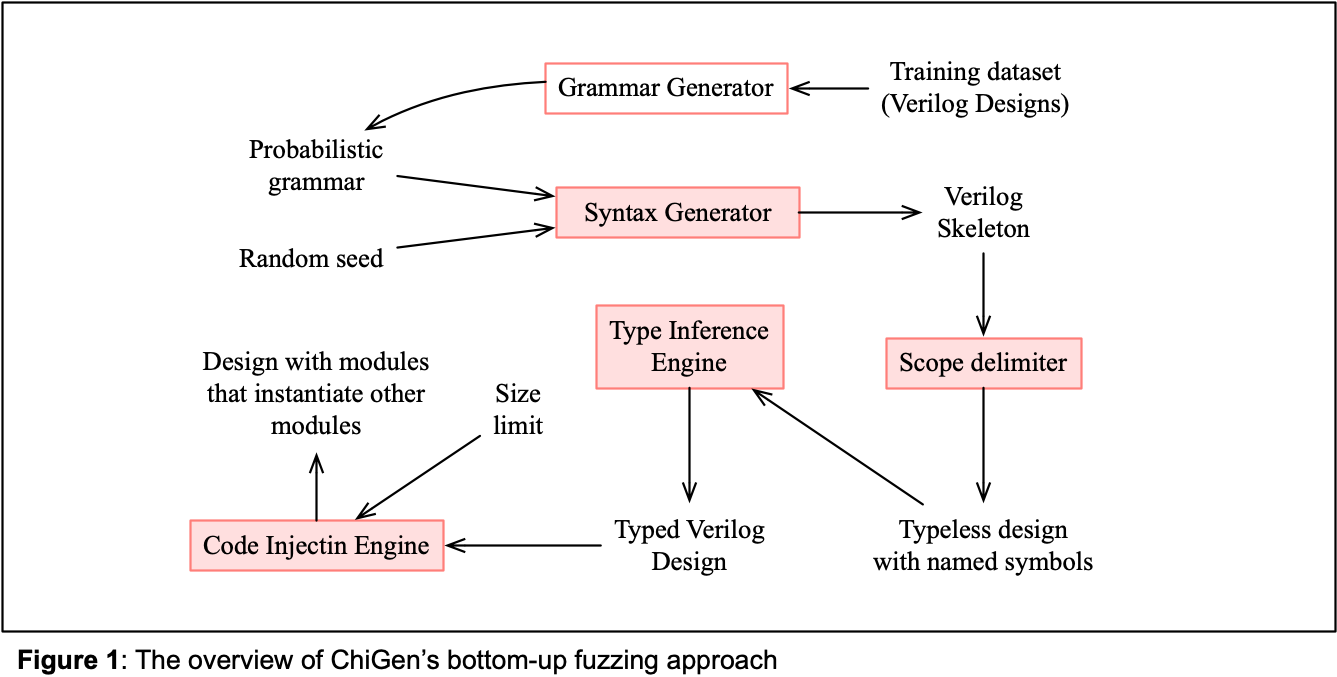 Grammar Generator
Training dataset
(Verilog Designs)
Probabilistic
grammar
Syntax Generator
Verilog
Skeleton
Random seed
Type Inference
Engine
Scope delimiter
Design with modules
that instantiate other
modules
Size
limit
Code Injectin Engine
Typed Verilog
Design
Typeless design
with named symbols
Figure 1: The overview of ChiGen’s bottom-up fuzzing approach